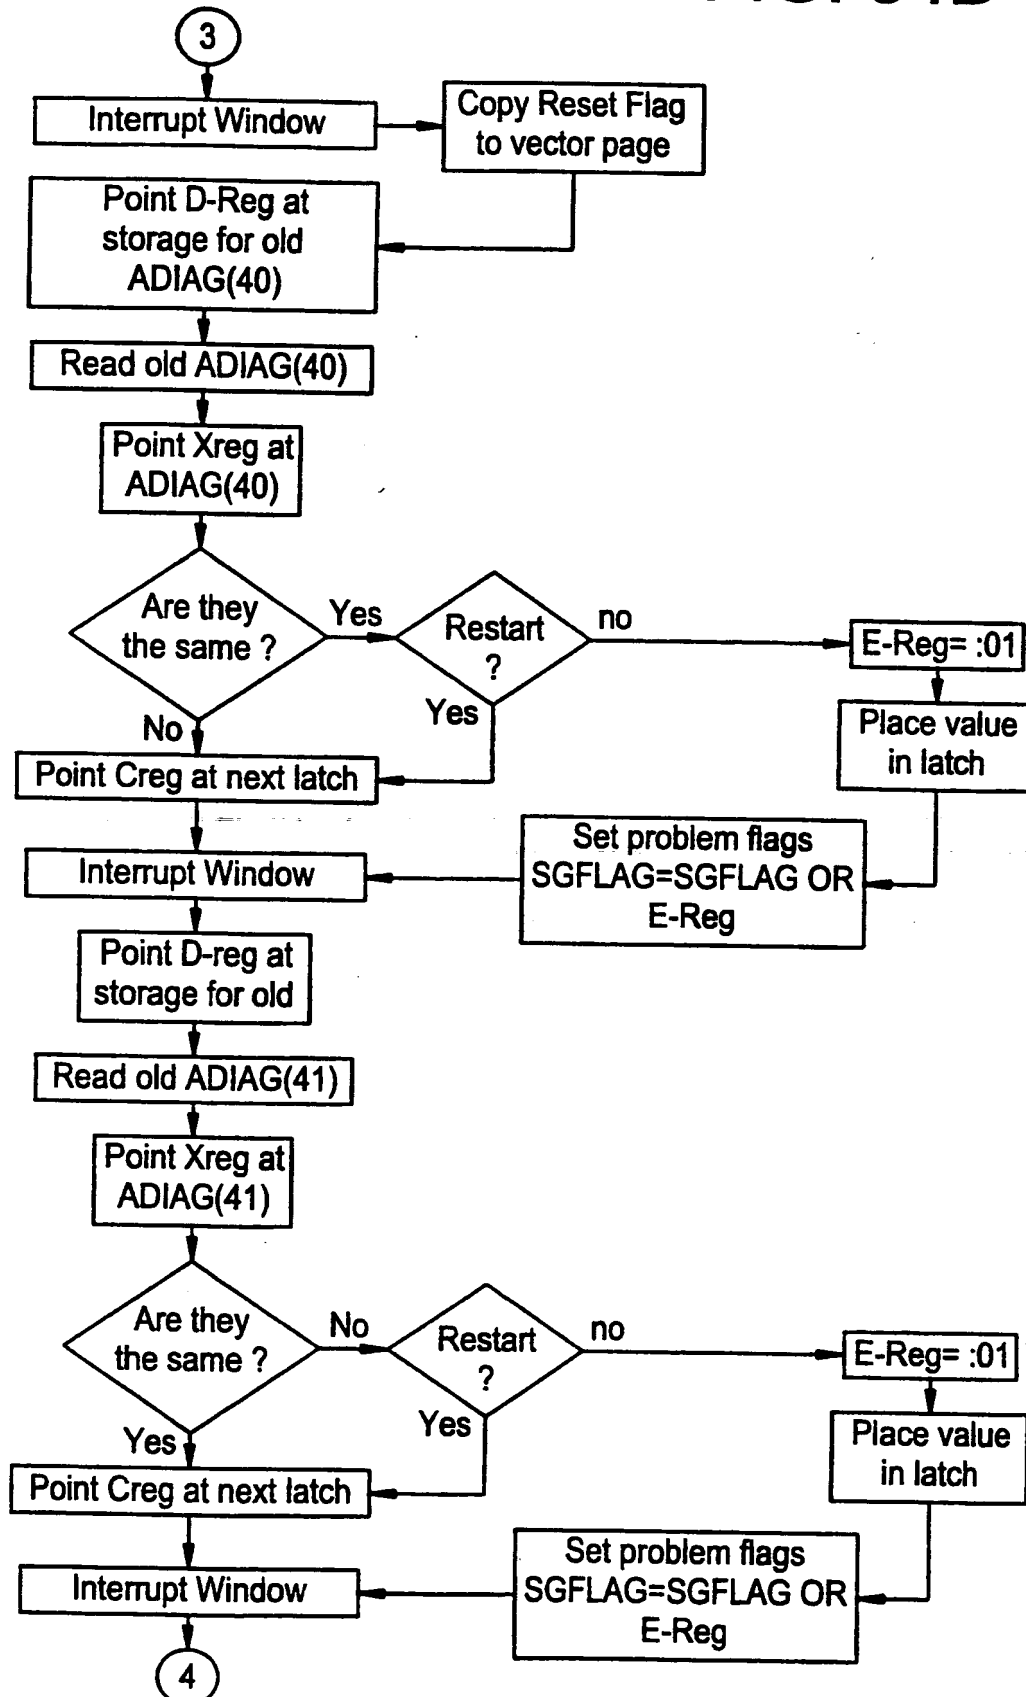 3
Interrupt Window
Copy Reset Flag
to vector page
Point D-Reg at
storage for old
ADIAG(40)
Read old ADIAG(40)
Point Xreg at
ADIAG(40)
Are they
the same ?
Yes
Restart
?
no
E-Reg= :01
No
Yes
Place value
in latch
Point Creg at next latch
Set problem flags
SGFLAG=SGFLAG OR
E-Reg
Interrupt Window
Point D-reg at
storage for old
Read old ADIAG(41)
Point Xreg at
ADIAG(41)
Are they
the same ?
No
Restart
?
no
E-Reg= :01
Yes
Yes
Place value
in latch
Point Creg at next latch
Set problem flags
SGFLAG=SGFLAG OR
E-Reg
Interrupt Window
4